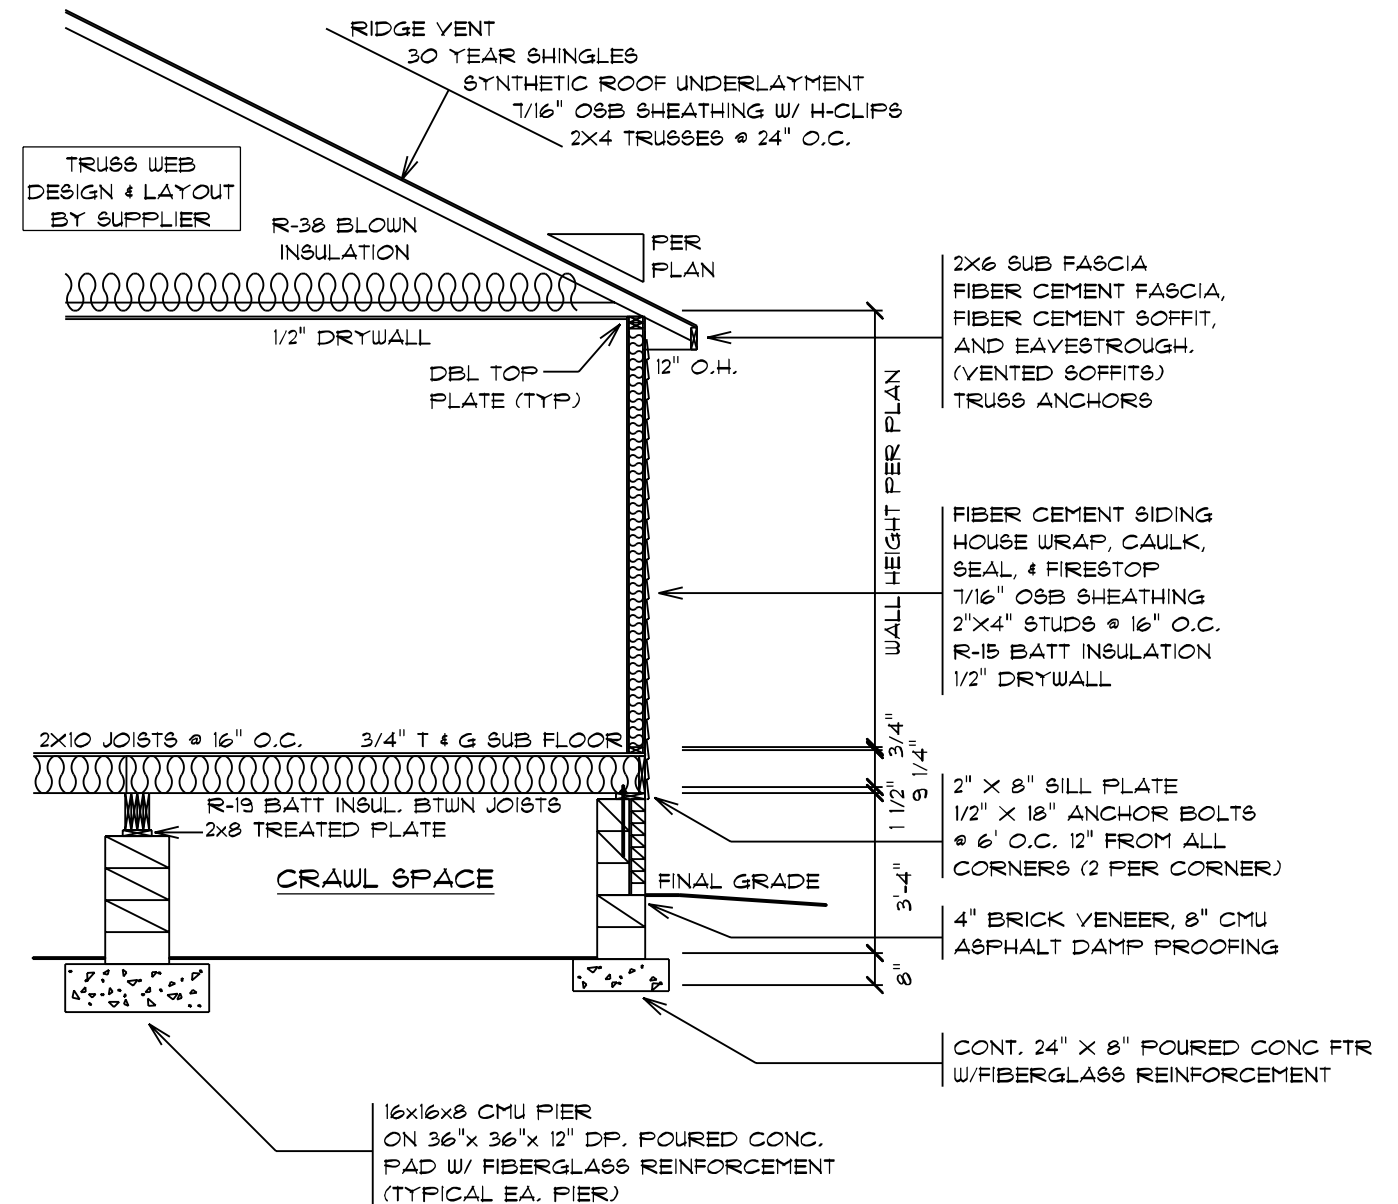 RIDGE VENT
30 YEAR SHINGLES
SYNTHETIC ROOF UNDERLAYMENT
7/16" OSB SHEATHING W/ H-CLIPS
2X4 TRUSSES @ 24" O.C.
TRUSS WEB
DESIGN & LAYOUT
BY SUPPLIER
R-38 BLOWN
INSULATION
PER
PLAN
1/2" DRYWALL
DBL TOP
PLATE (TYP)
12" O.H.
2X6 SUB FASCIA
FIBER CEMENT FASCIA,
FIBER CEMENT SOFFIT,
AND EAVESTROUGH.
(VENTED SOFFITS)
TRUSS ANCHORS
WALL HEIGHT PER PLAN
FIBER CEMENT SIDING
HOUSE WRAP, CAULK,
SEAL, & FIRESTOP
7/16" OSB SHEATHING
2"X4" STUDS @ 16" O.C.
R-15 BATT INSULATION
1/2" DRYWALL
2X10 JOISTS @ 16" O.C.
3/4" T & G SUB FLOOR
3/4"
9 1/4"
1 1/2"
R-19 BATT INSUL. BTWN JOISTS
2x8 TREATED PLATE
2" X 8" SILL PLATE
1/2" X 18" ANCHOR BOLTS
@ 6' O.C. 12" FROM ALL
CORNERS (2 PER CORNER)
CRAWL SPACE
FINAL GRADE
3'-4"
4" BRICK VENEER, 8" CMU
ASPHALT DAMP PROOFING
8"
CONT. 24" X 8" POURED CONC FTR
W/FIBERGLASS REINFORCEMENT
16x16x8 CMU PIER
ON 36"x 36"x 12" DP. POURED CONC.
PAD W/ FIBERGLASS REINFORCEMENT
(TYPICAL EA. PIER)